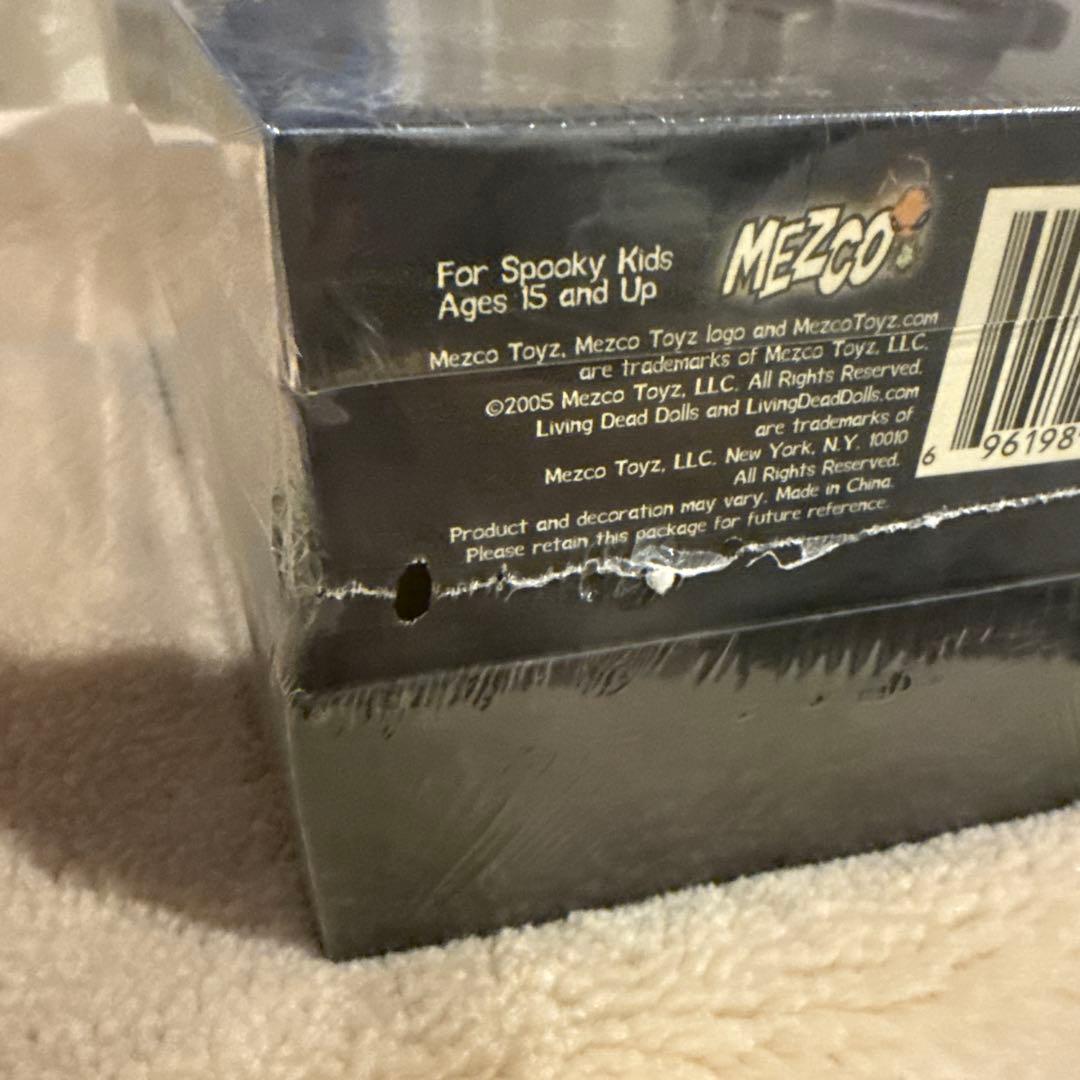 For Spooky Kids
Ages 15 and Up
MEZCO
Mezco Toyz, Mezco Toyz logo and MezcoToyz.com
are trademarks of Mezco Toyz, LLC.
©2005 Mezco Toyz, LLC. All Rights Reserved.
Living Dead Dolls and LivingDeadDolls.com
are trademarks of
Mezco Toyz, LLC. New York, N.Y. 10010
All Rights Reserved.
Product and decoration may vary. Made in China.
Please retain this package for future reference.
6 96198